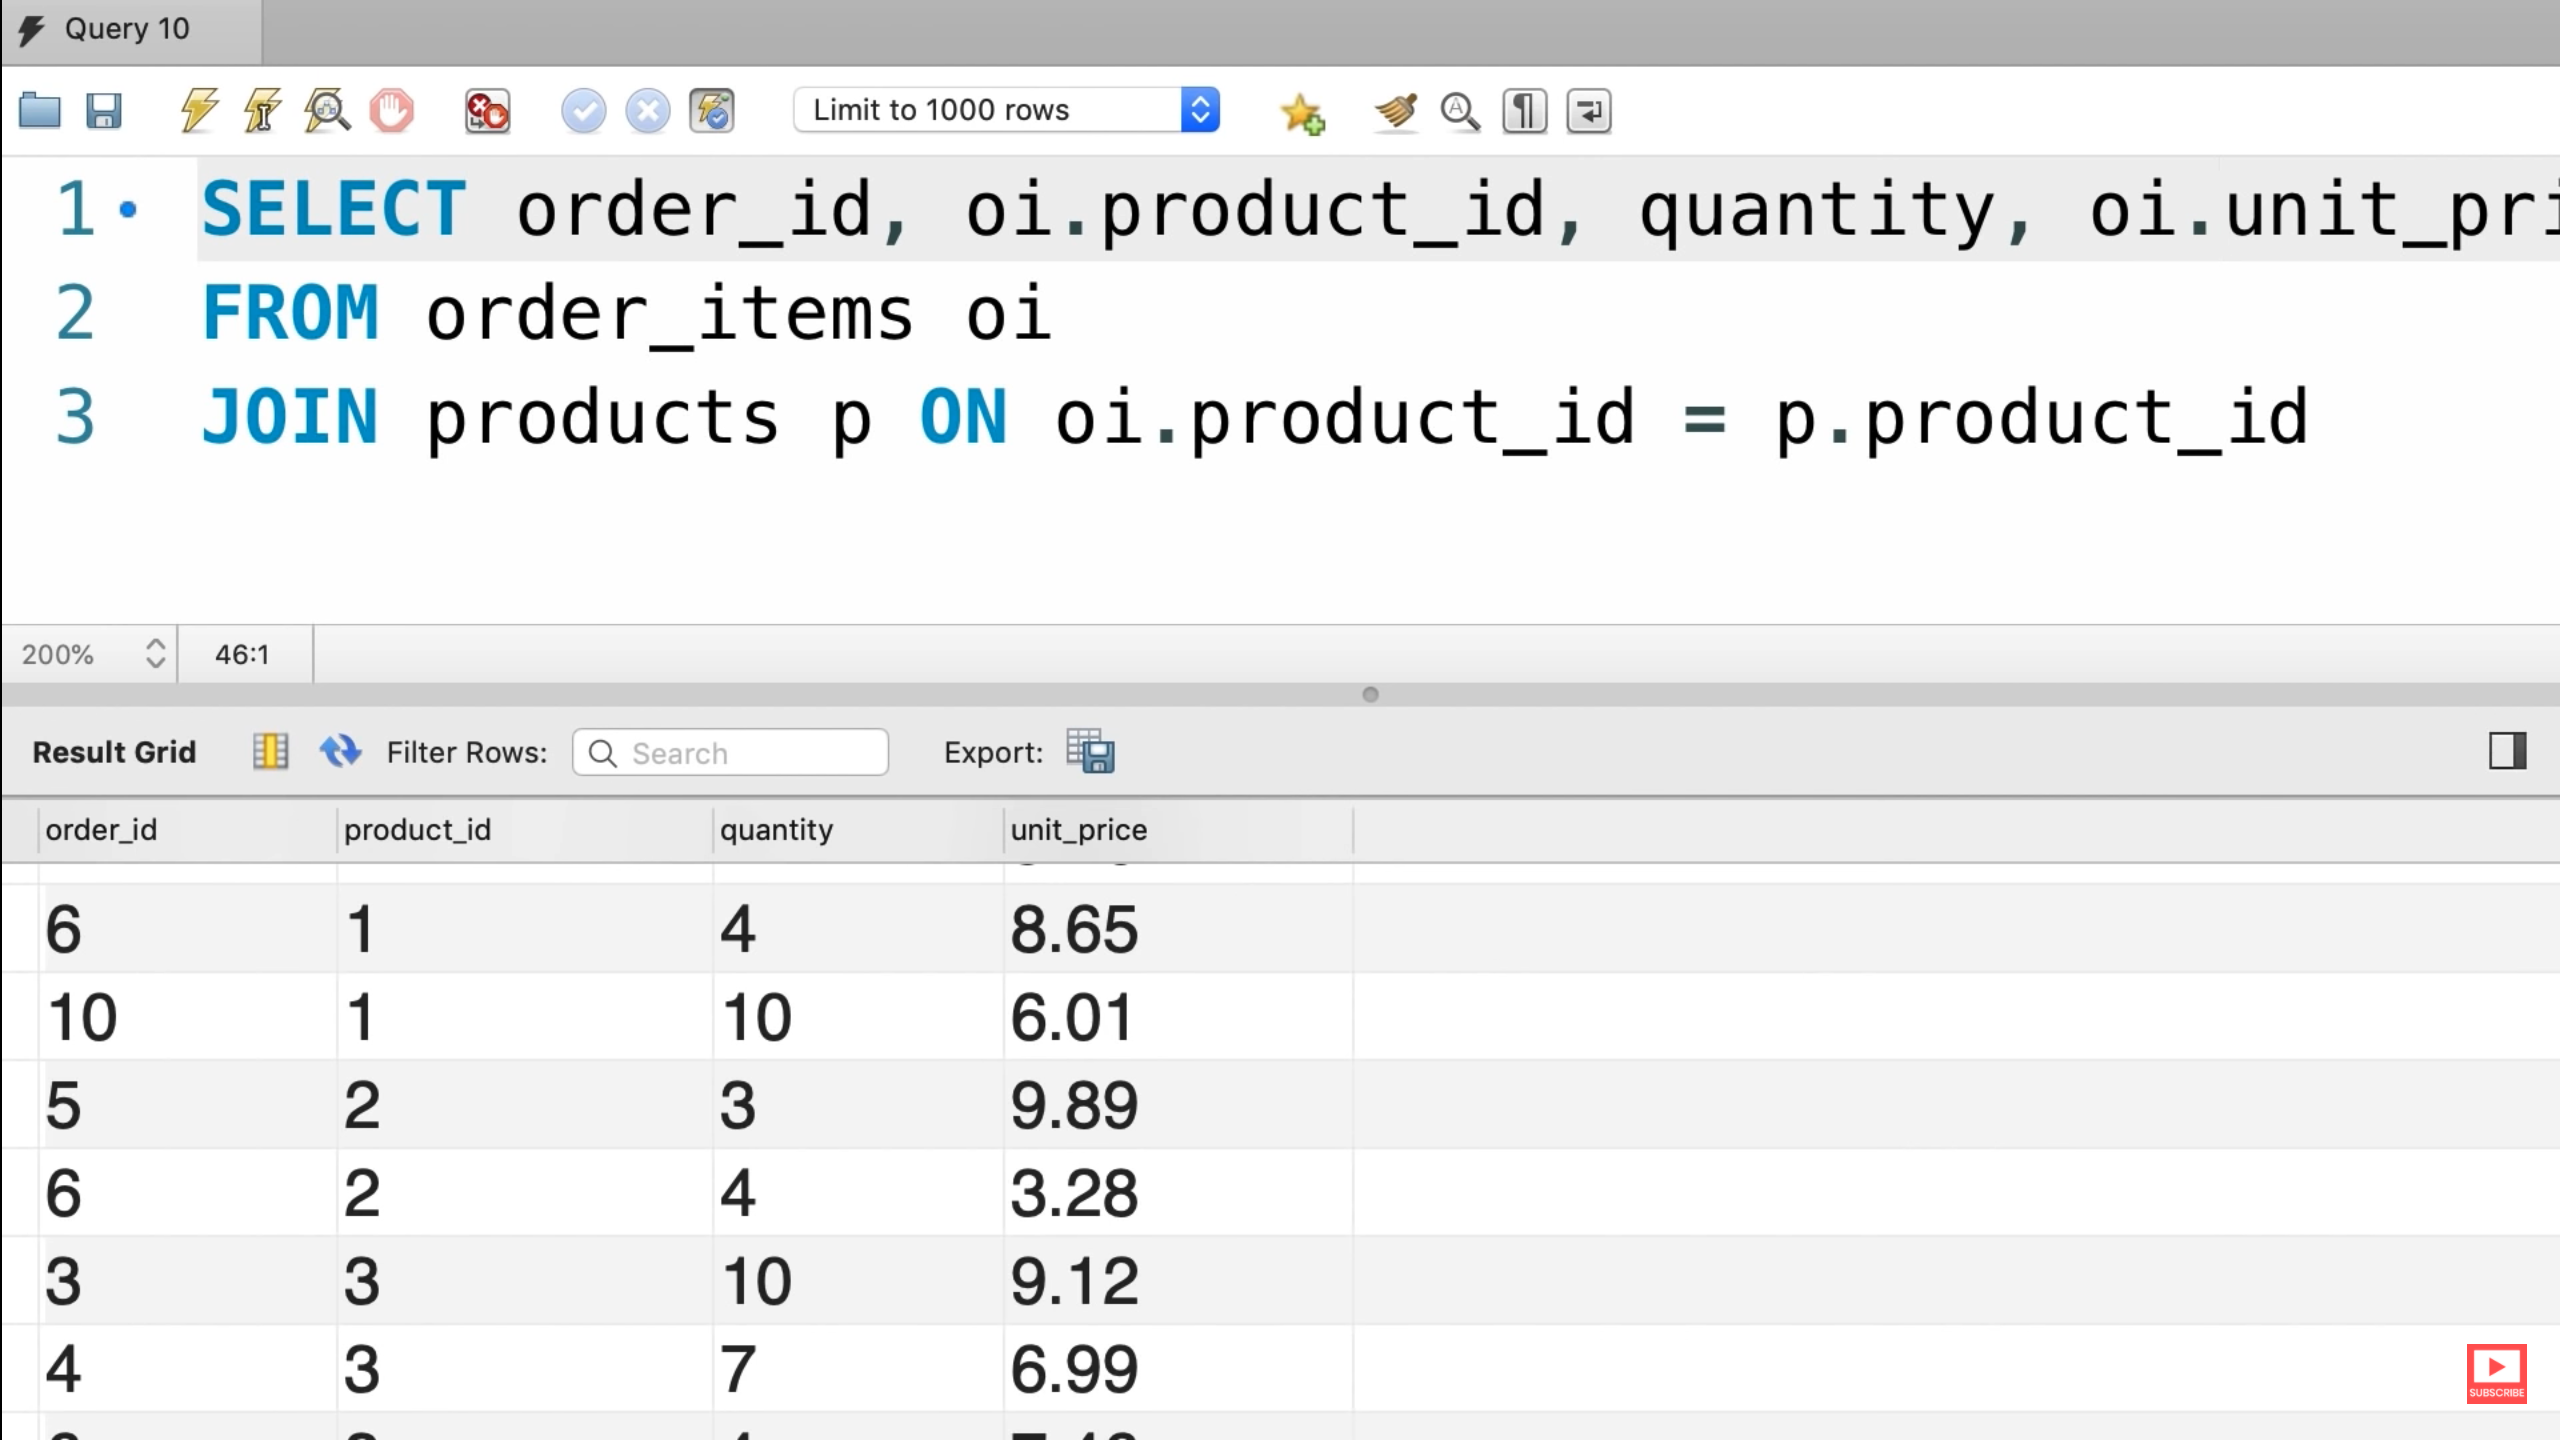 Query 10
Limit to 1000 rows
1 SELECT order_id, oi.product_id, quantity, oi.unit_pri
2 FROM order_items oi
3 JOIN products p ON oi.product_id = p.product_id
200% 46:1
Result Grid Filter Rows: Search Export:
order_id product_id quantity unit_price
6 1 4 8.65
10 1 10 6.01
5 2 3 9.89
6 2 4 3.28
3 3 10 9.12
4 3 7 6.99
SUBSCRIBE